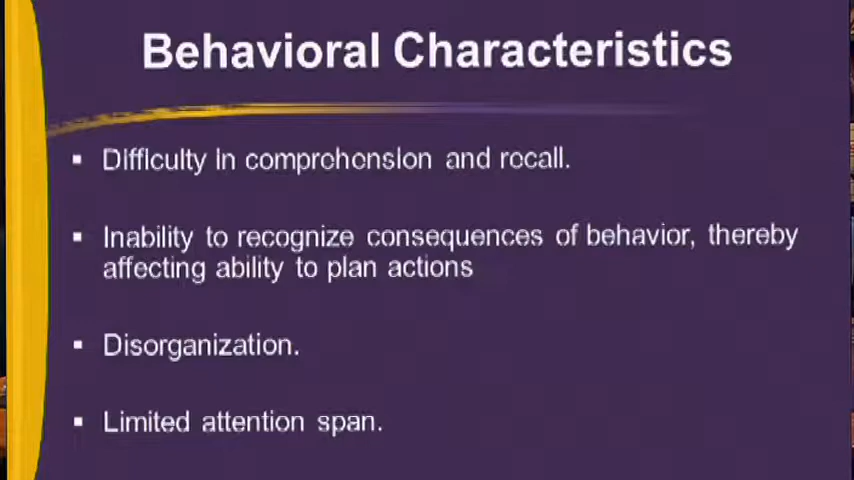 Behavioral Characteristics
▪ Difficulty in comprehension and recall.
▪ Inability to recognize consequences of behavior, thereby
affecting ability to plan actions
▪ Disorganization.
▪ Limited attention span.